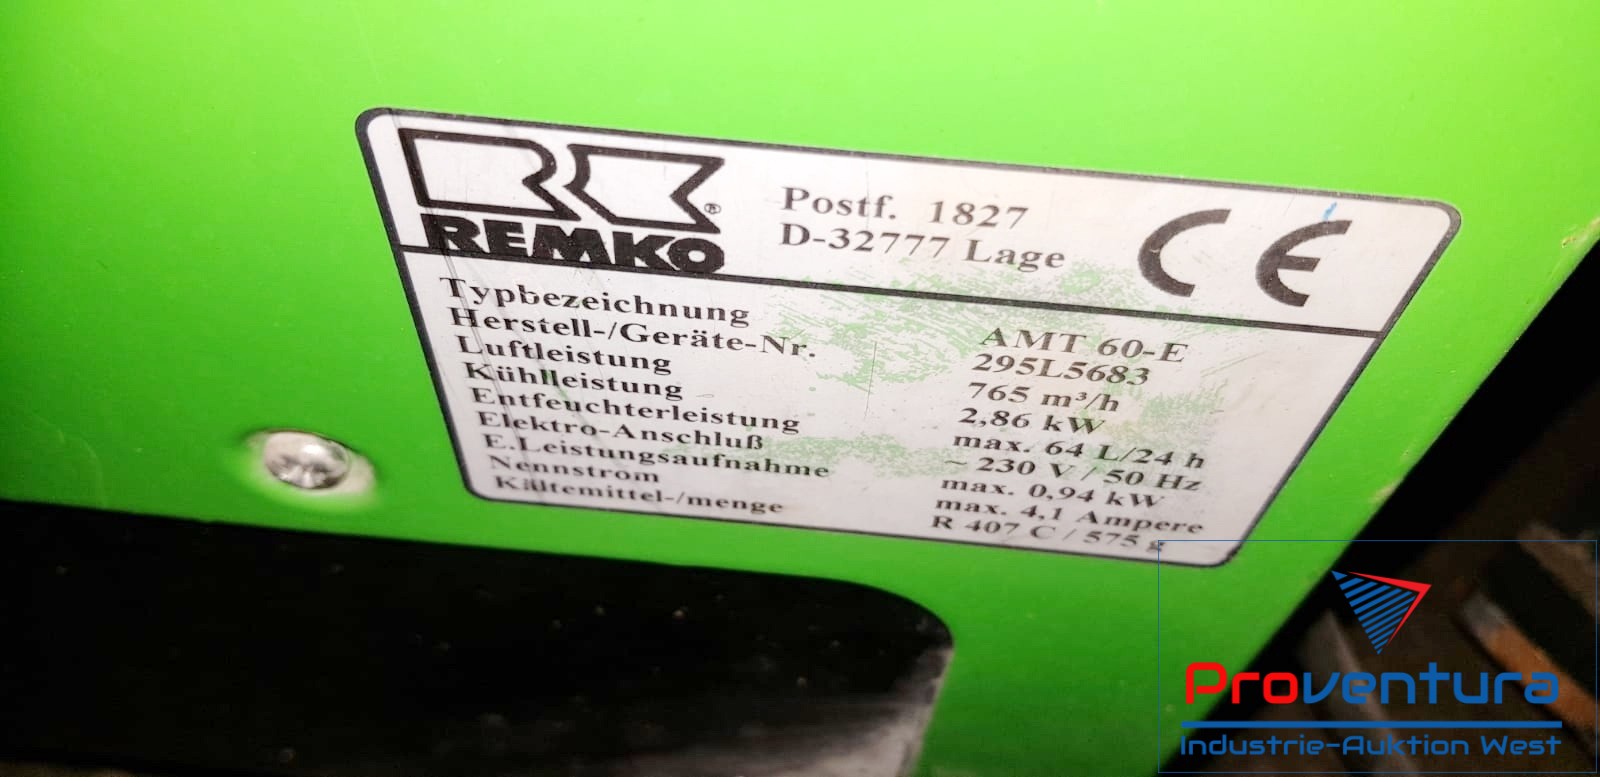 REMKO®
Postf. 1827
D-32777 Lage
CE
Typbezeichnung AMT 60-E
Herstell-/Geräte-Nr. 295L5683
Luftleistung 765 m³/h
Kühlleistung 2,86 kW
Entfeuchterleistung max. 64 L/24 h
Elektro-Anschluß ~ 230 V / 50 Hz
E.Leistungsaufnahme max. 0,94 kW
Nennstrom max. 4,1 Ampere
Kältemittel-/menge R 407 C / 575 g
Proventura
Industrie-Auktion West